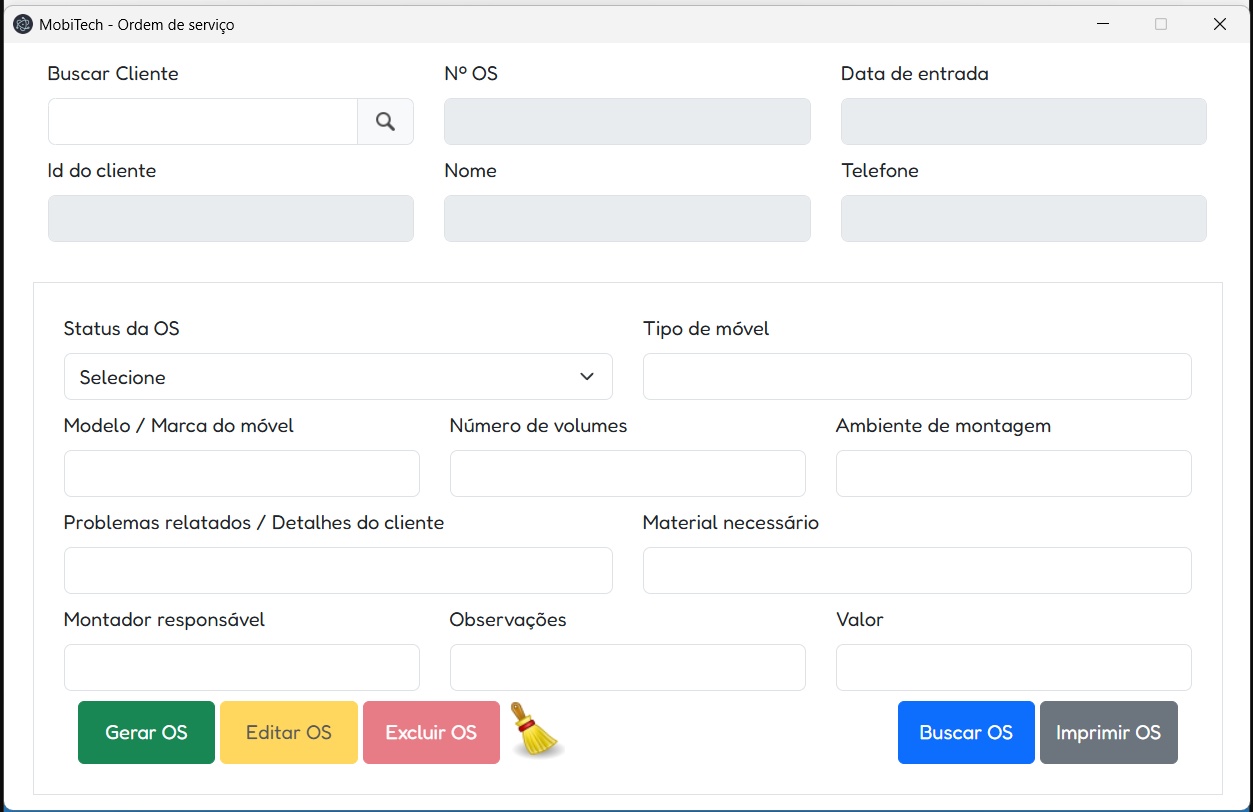 MobiTech - Ordem de serviço
Buscar Cliente
Nº OS
Data de entrada
Id do cliente
Nome
Telefone
Status da OS
Tipo de móvel
Selecione
Modelo / Marca do móvel
Número de volumes
Ambiente de montagem
Problemas relatados / Detalhes do cliente
Material necessário
Montador responsável
Observações
Valor
Gerar OS
Editar OS
Excluir OS
Buscar OS
Imprimir OS